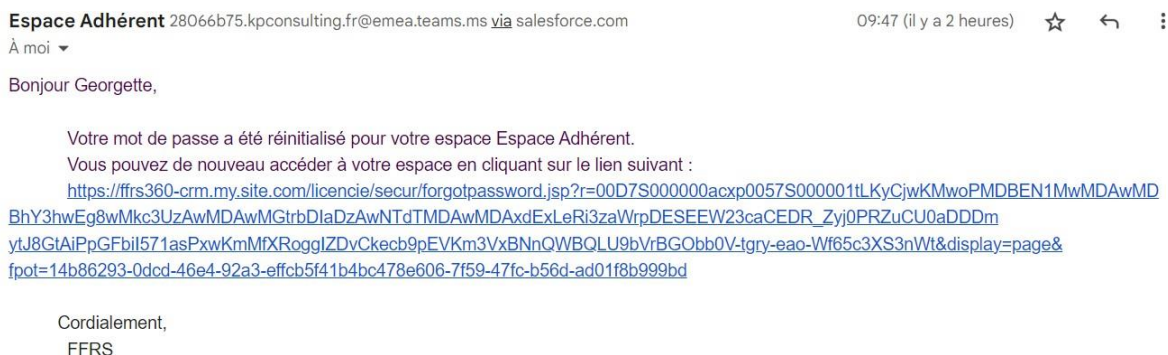 Espace Adhérent 28066b75.kpconsulting.fr@emea.teams.ms via salesforce.com 09:47 (il y a 2 heures)
À moi
Bonjour Georgette,
Votre mot de passe a été réinitialisé pour votre espace Espace Adhérent.
Vous pouvez de nouveau accéder à votre espace en cliquant sur le lien suivant :
https://ffrs360-crm.my.site.com/licencie/secur/forgotpassword.jsp?r=00D7S000000acxp0057S000001tLKyCjwKMwoPMDBEN1MwMDAwMD
BhY3hwEg8wMkc3UzAwMDAwMGtrbDIaDzAwNTdTMDAwMDAxdExLeRi3zaWrpDESEEW23caCEDR_Zyj0PRZuCU0aDDDm
ytJ8GtAiPpGFbiI571asPxwKmMfXRoggIZDvCkecb9pEVKm3VxBNnQWBQLU9bVrBGObb0V-tgry-eao-Wf65c3XS3nWt&display=page&
fpot=14b86293-0dcd-46e4-92a3-effcb5f41b4bc478e606-7f59-47fc-b56d-ad01f8b999bd
Cordialement,
FFRS